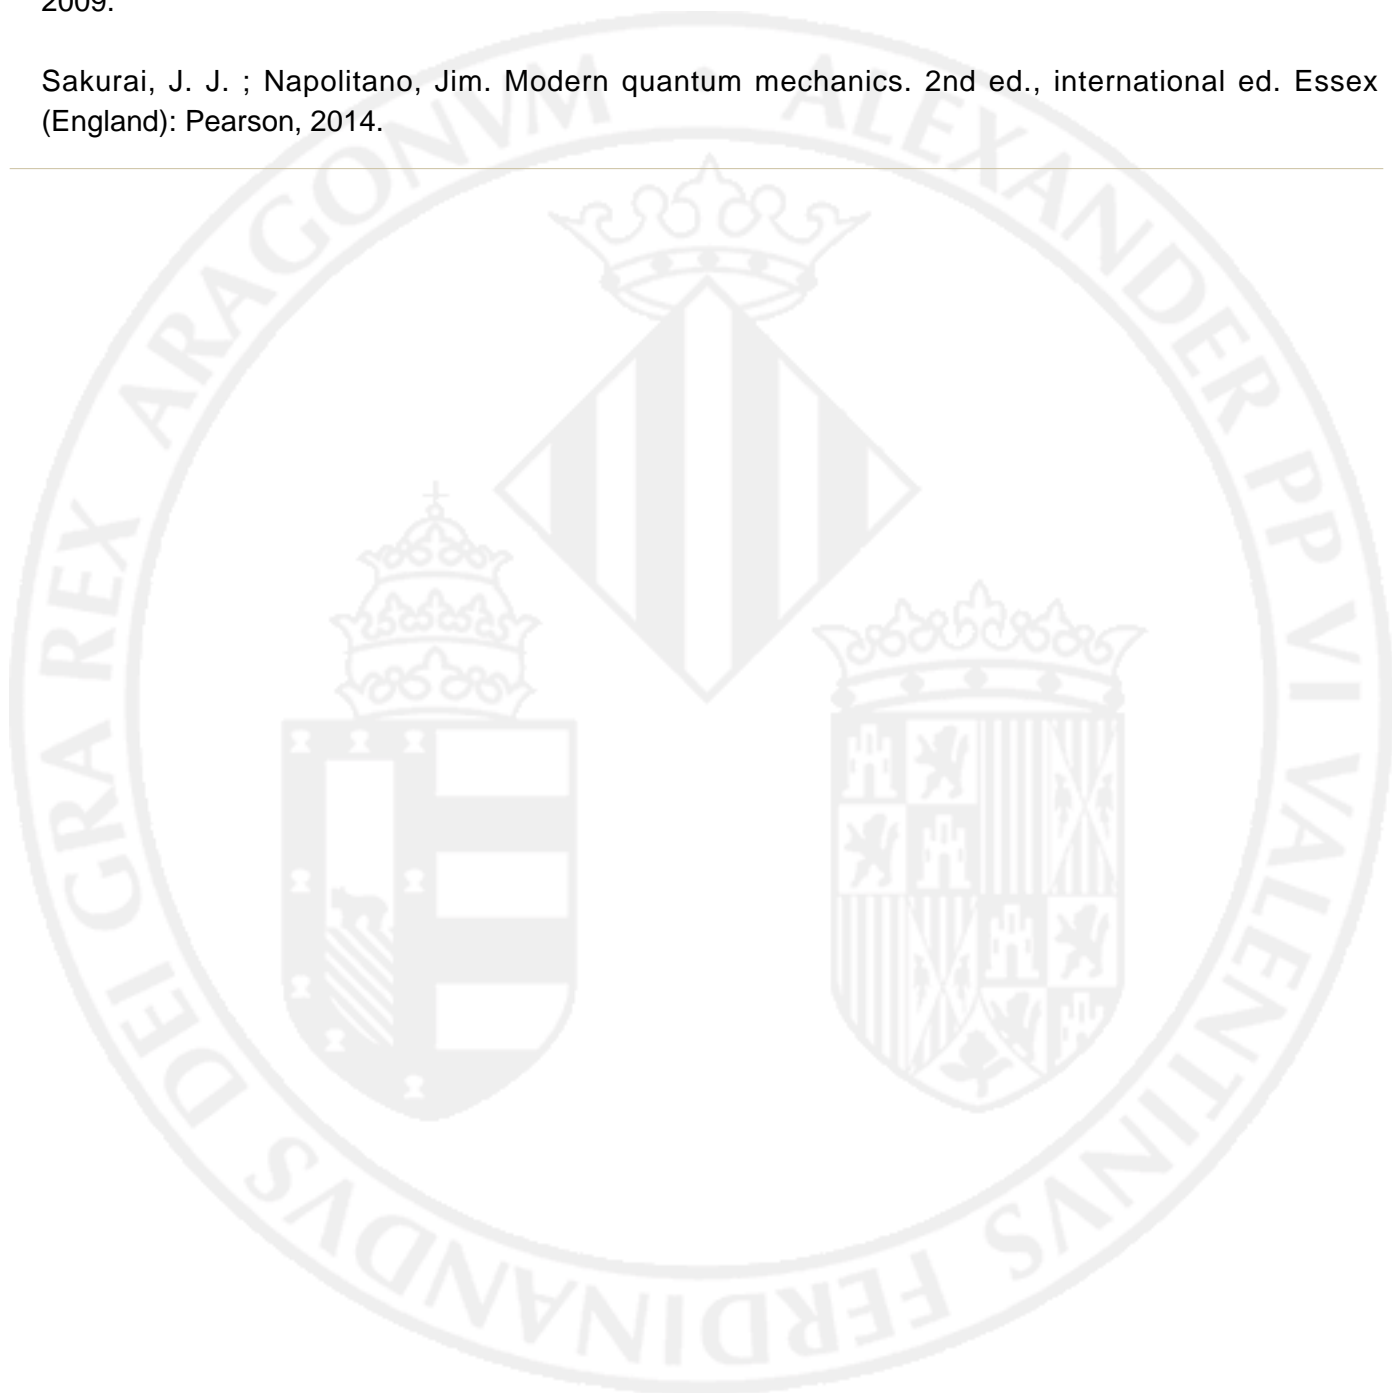 2009.
Sakurai, J. J. ; Napolitano, Jim. Modern quantum mechanics. 2nd ed., international ed. Essex
(England): Pearson, 2014.
ALEXANDER PP VI VALENTINVS FERDINANDVS DEI GRA REX ARAGONVM